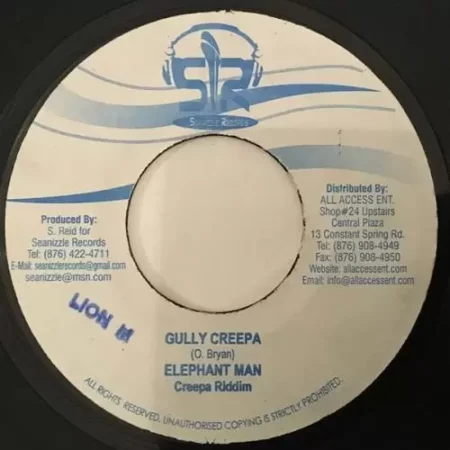 SR
Seanizzle Records
Produced By:
S. Reid for
Seanizzle Records
Tel: (876) 422-4711
E-Mail: seanizzlerecords@gmail.com
seanizzle@msn.com
Distributed By:
ALL ACCESS ENT.
Shop#24 Upstairs
Central Plaza
13 Constant Spring Rd.
Tel: (876) 908-4949
Fax: (876) 908-4950
Website: allaccessent.com
Email: info@allaccessent.com
LION M
GULLY CREEPA
(O. Bryan)
ELEPHANT MAN
Creepa Riddim
ALL RIGHTS RESERVED, UNAUTHORISED COPYING IS STRICTLY PROHIBITED.